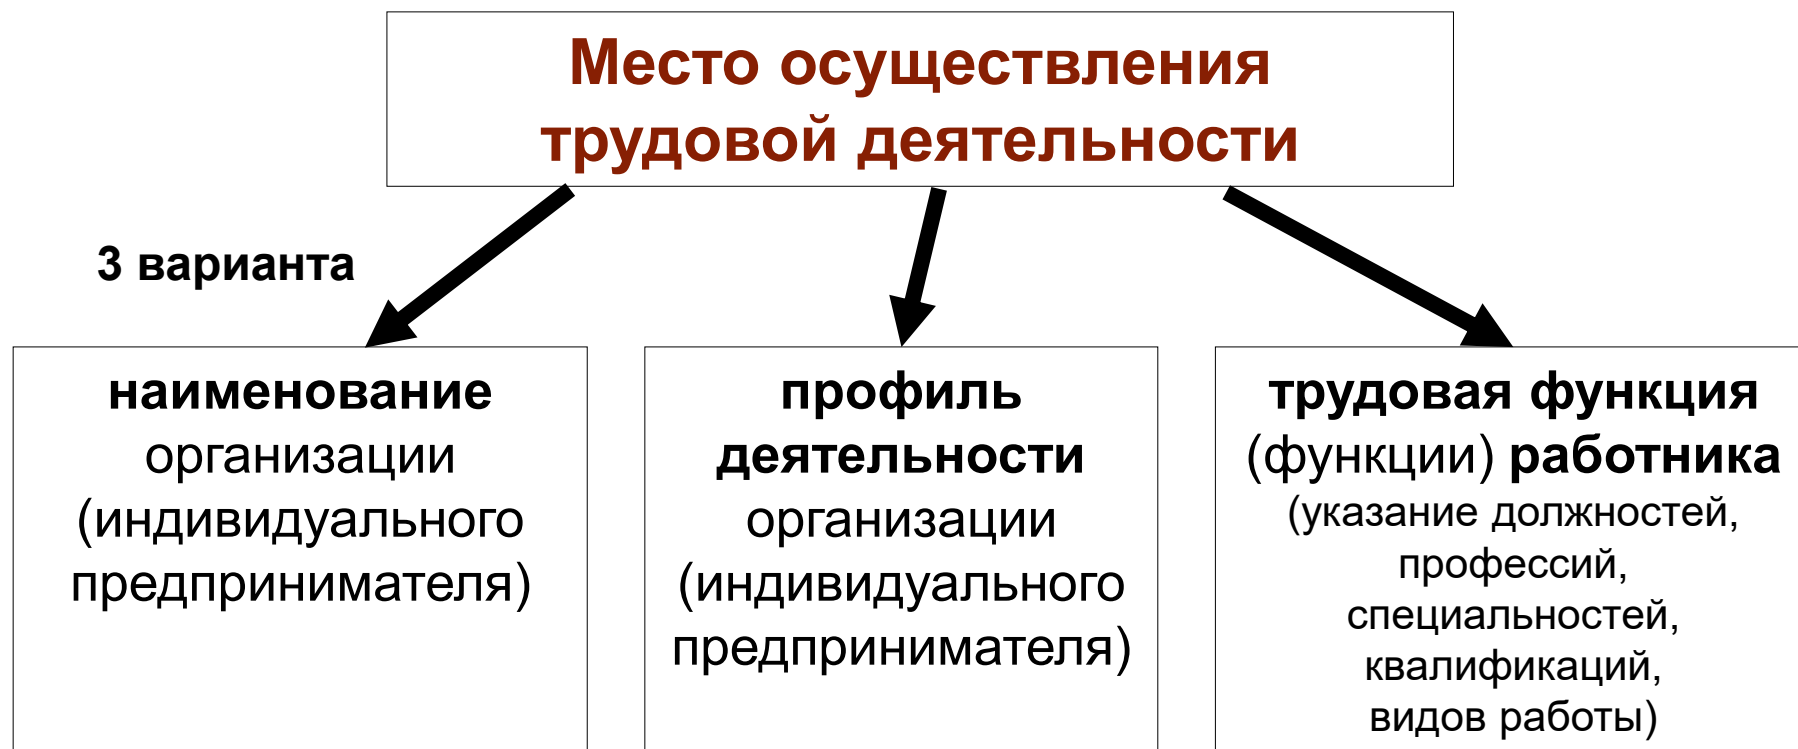 Место осуществления
трудовой деятельности
3 варианта
наименование
организации
(индивидуального
предпринимателя)
профиль
деятельности
организации
(индивидуального
предпринимателя)
трудовая функция
(функции) работника
(указание должностей,
профессий,
специальностей,
квалификаций,
видов работы)